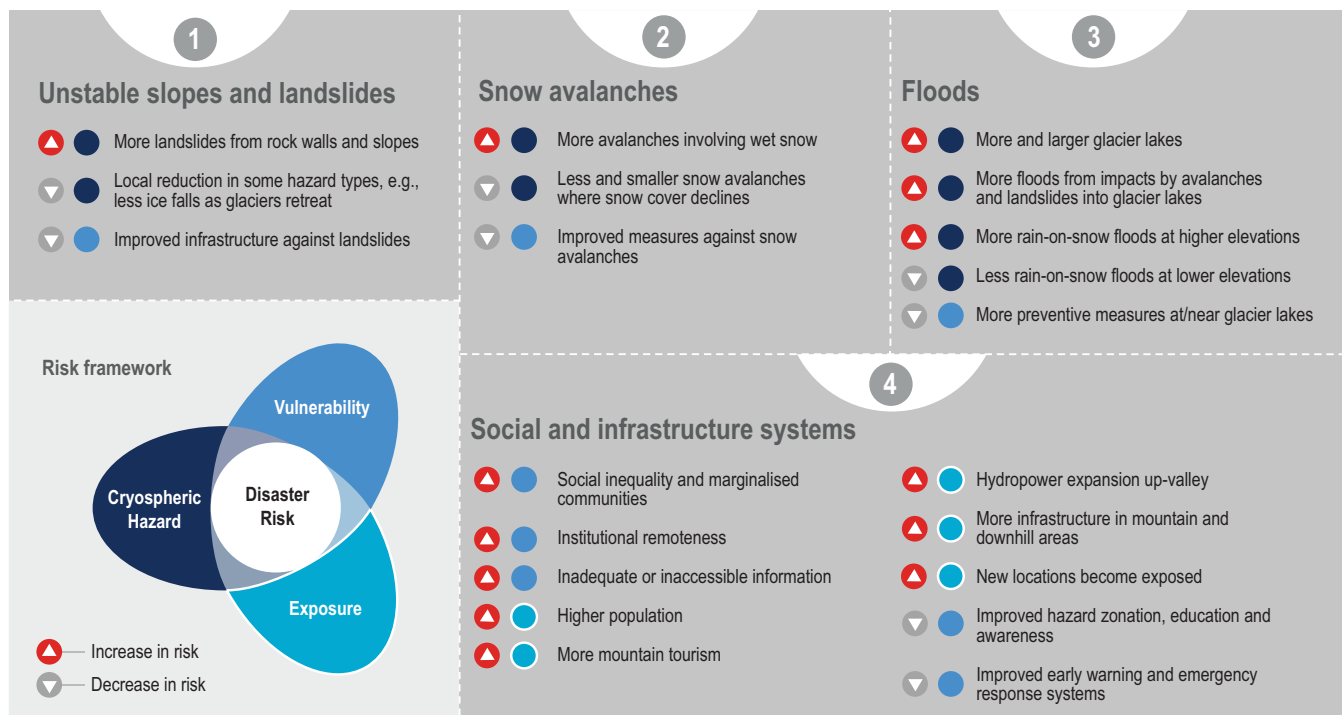 1
Unstable slopes and landslides
More landslides from rock walls and slopes
Local reduction in some hazard types, e.g.,
less ice falls as glaciers retreat
Improved infrastructure against landslides
2
Snow avalanches
More avalanches involving wet snow
Less and smaller snow avalanches
where snow cover declines
Improved measures against snow
avalanches
3
Floods
More and larger glacier lakes
More floods from impacts by avalanches
and landslides into glacier lakes
More rain-on-snow floods at higher elevations
Less rain-on-snow floods at lower elevations
More preventive measures at/near glacier lakes
Risk framework
Vulnerability
Cryospheric
Hazard
Disaster
Risk
Exposure
Increase in risk
Decrease in risk
4
Social and infrastructure systems
Social inequality and marginalised
communities
Institutional remoteness
Inadequate or inaccessible information
Higher population
More mountain tourism
Hydropower expansion up-valley
More infrastructure in mountain and
downhill areas
New locations become exposed
Improved hazard zonation, education and
awareness
Improved early warning and emergency
response systems